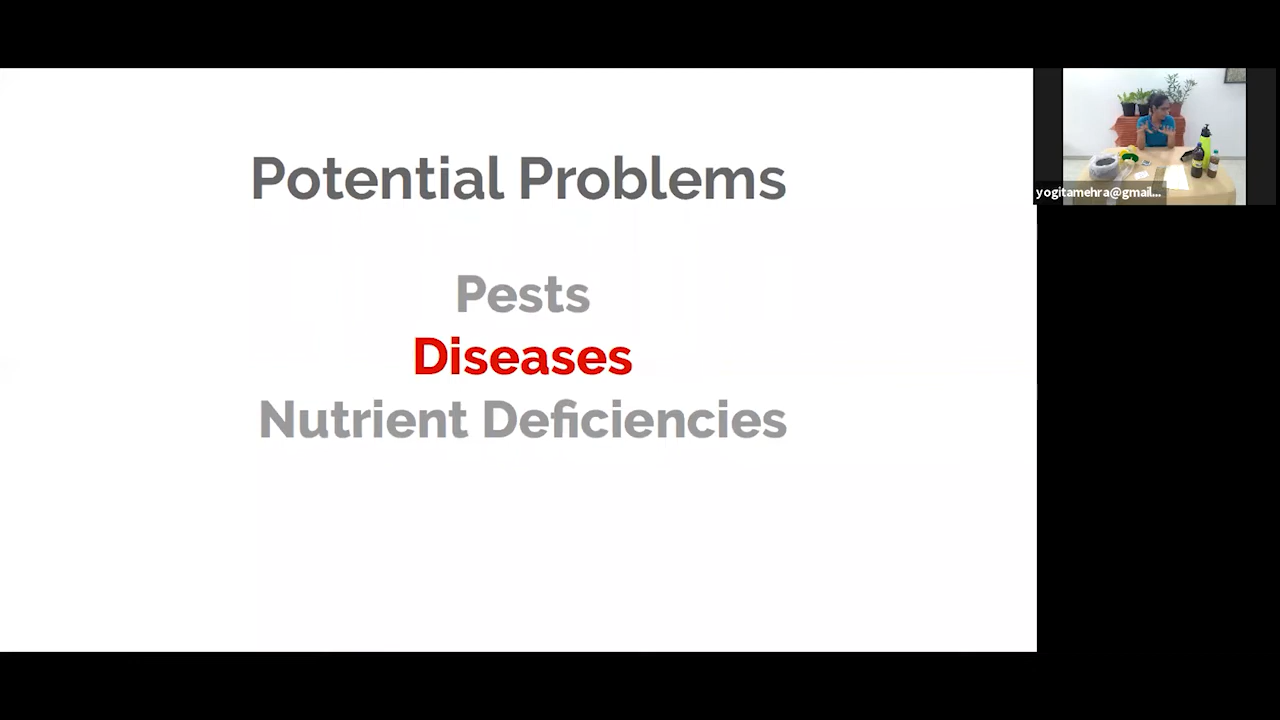 Potential Problems
Pests
Diseases
Nutrient Deficiencies
yogitamehra@gmail...